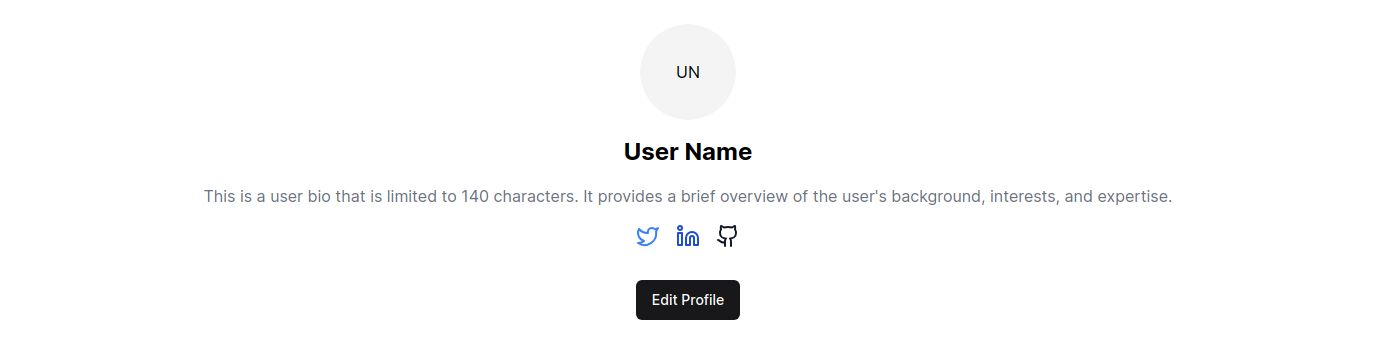 UN
User Name
This is a user bio that is limited to 140 characters. It provides a brief overview of the user's background, interests, and expertise.
Edit Profile